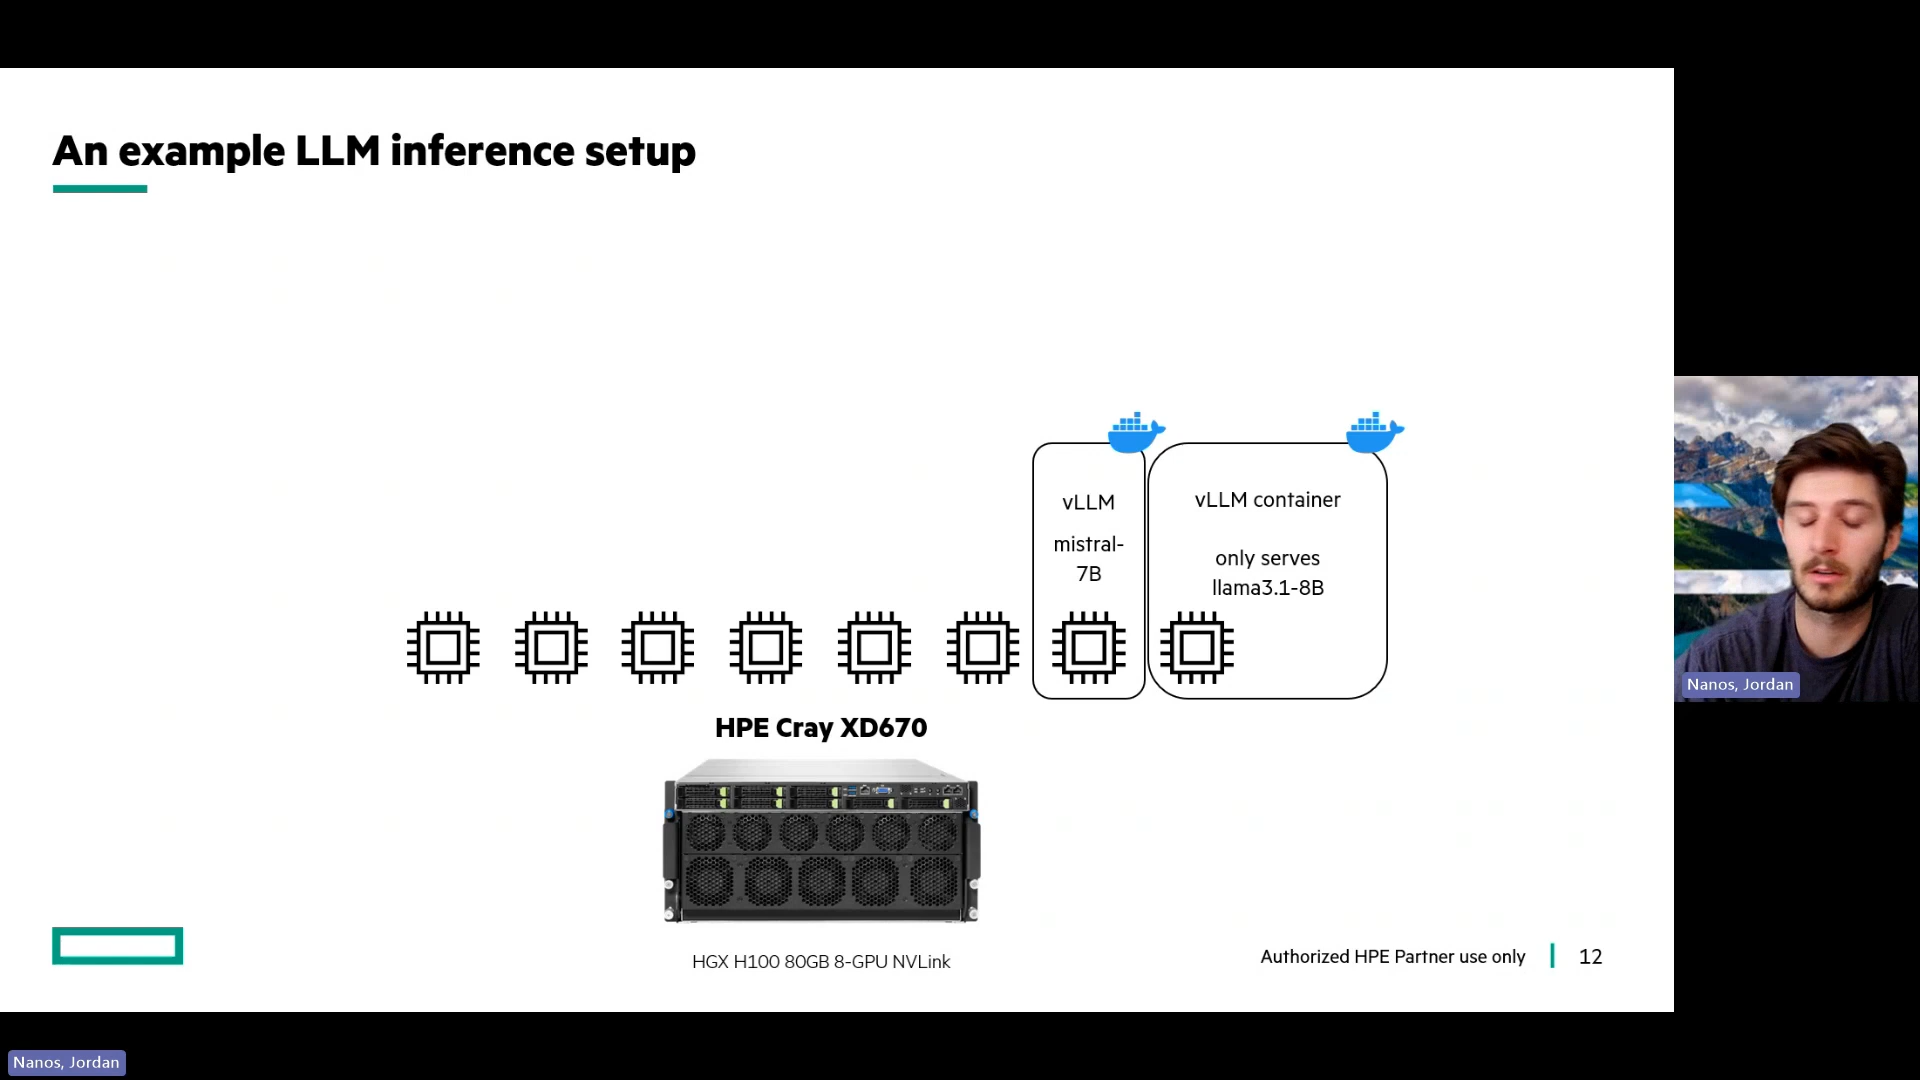 An example LLM inference setup
vLLM
mistral-
7B
vLLM container
only serves
llama3.1-8B
HPE Cray XD670
HGX H100 80GB 8-GPU NVLink
Authorized HPE Partner use only
12
Nanos, Jordan
Nanos, Jordan